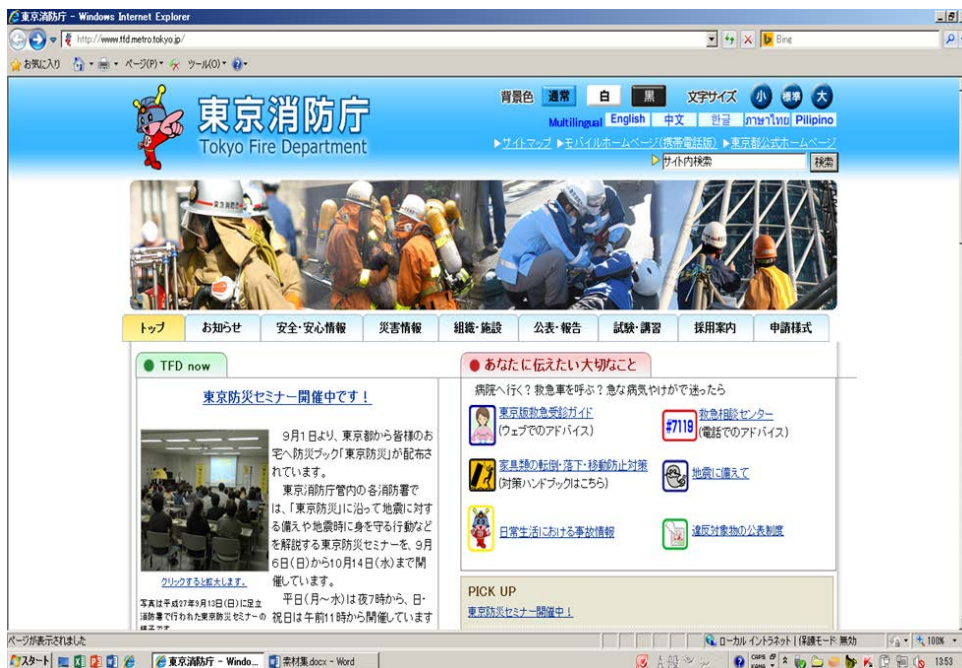 東京消防庁 - Windows Internet Explorer
http://www.tfd.metro.tokyo.jp/
Bing
お気に入り ページ(P) ツール(O)
東京消防庁
Tokyo Fire Department
背景色 通常 白 黒 文字サイズ 小 標準 大
Multilingual English 中文 한글 ภาษาไทย Pilipino
▶サイトマップ ▶モバイルホームページ(携帯電話版) ▶東京都公式ホームページ
サイト内検索 検索
トップ お知らせ 安全・安心情報 災害情報 組織・施設 公表・報告 試験・講習 採用案内 申請様式
TFD now
東京防災セミナー開催中です!
9月1日より、東京都から皆様のお
宅へ防災ブック「東京防災」が配布さ
れています。
東京消防庁管内の各消防署で
は、「東京防災」に沿って地震に対す
る備えや地震時に身を守る行動など
を解説する東京防災セミナーを、9月
6日(日)から10月14日(水)まで開
催しています。
平日(月~水)は夜7時から、日・
祝日は午前11時から開催しています
クリックすると拡大します。
写真は平成27年9月13日(日)に足立
消防署で行われた東京防災セミナーの
様子です
あなたに伝えたい大切なこと
病院へ行く?救急車を呼ぶ?急な病気やけがで迷ったら
東京版救急受診ガイド
(ウェブでのアドバイス)
#7119
救急相談センター
(電話でのアドバイス)
家具類の転倒・落下・移動防止対策
(対策ハンドブックはこちら)
地震に備えて
日常生活における事故情報
違反対象物の公表制度
PICK UP
東京防災セミナー開催中!
ページが表示されました
ローカル イントラネット | 保護モード: 無効
100%
スタート
東京消防庁 - Windo...
素材集.docx - Word
CAPS
KANA
13:53